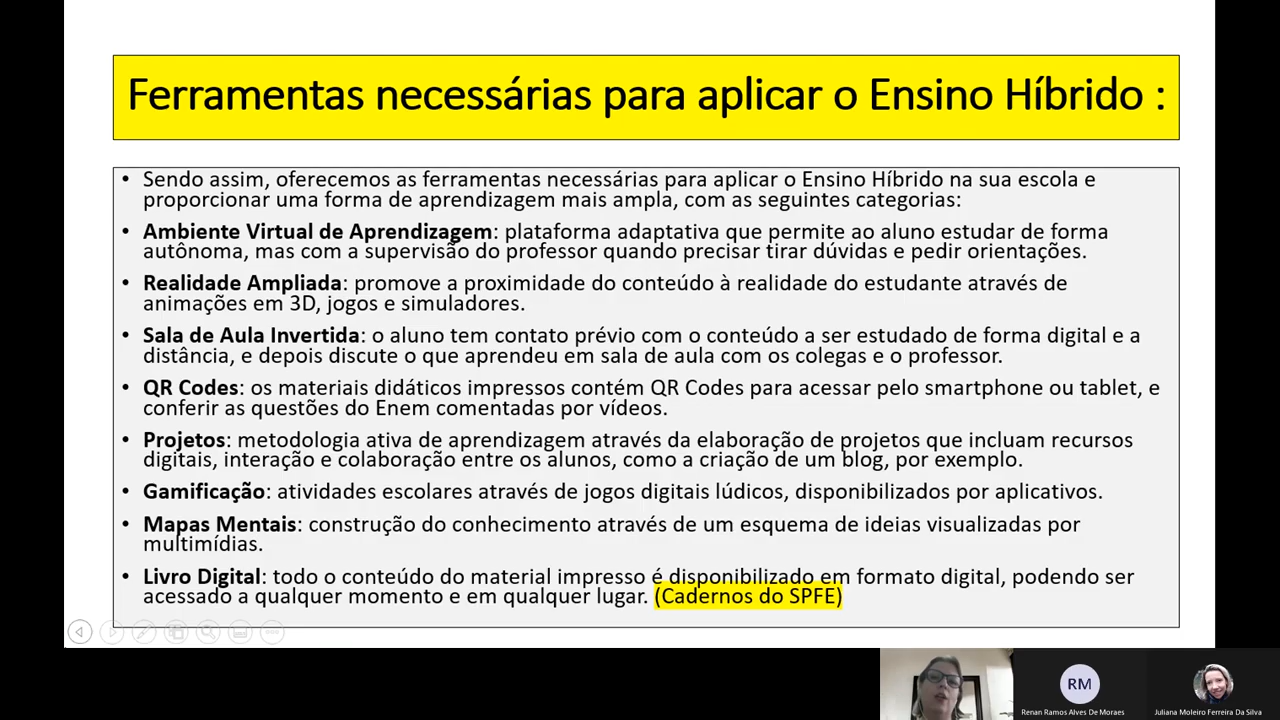 Ferramentas necessárias para aplicar o Ensino Híbrido :
• Sendo assim, oferecemos as ferramentas necessárias para aplicar o Ensino Híbrido na sua escola e
proporcionar uma forma de aprendizagem mais ampla, com as seguintes categorias:
• Ambiente Virtual de Aprendizagem: plataforma adaptativa que permite ao aluno estudar de forma
autônoma, mas com a supervisão do professor quando precisar tirar dúvidas e pedir orientações.
• Realidade Ampliada: promove a proximidade do conteúdo à realidade do estudante através de
animações em 3D, jogos e simuladores.
• Sala de Aula Invertida: o aluno tem contato prévio com o conteúdo a ser estudado de forma digital e a
distância, e depois discute o que aprendeu em sala de aula com os colegas e o professor.
• QR Codes: os materiais didáticos impressos contém QR Codes para acessar pelo smartphone ou tablet, e
conferir as questões do Enem comentadas por vídeos.
• Projetos: metodologia ativa de aprendizagem através da elaboração de projetos que incluam recursos
digitais, interação e colaboração entre os alunos, como a criação de um blog, por exemplo.
• Gamificação: atividades escolares através de jogos digitais lúdicos, disponibilizados por aplicativos.
• Mapas Mentais: construção do conhecimento através de um esquema de ideias visualizadas por
multimídias.
• Livro Digital: todo o conteúdo do material impresso é disponibilizado em formato digital, podendo ser
acessado a qualquer momento e em qualquer lugar. (Cadernos do SPFE)
RM
Renan Ramos Alves De Moraes
Juliana Moleiro Ferreira Da Silva